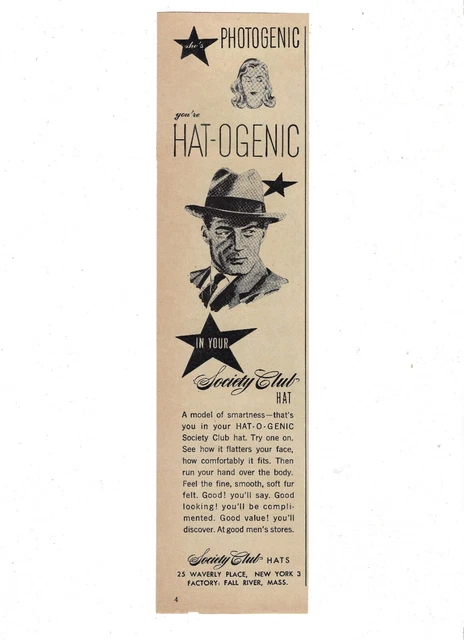 she's PHOTOGENIC
you're
HAT-OGENIC
IN YOUR
Society Club
HAT
A model of smartness—that's
you in your HAT-O-GENIC
Society Club hat. Try one on.
See how it flatters your face,
how comfortably it fits. Then
run your hand over the body.
Feel the fine, smooth, soft fur
felt. Good! you'll say. Good
looking! you'll be compli-
mented. Good value! you'll
discover. At good men's stores.
Society Club HATS
25 WAVERLY PLACE, NEW YORK 3
FACTORY: FALL RIVER, MASS.
4